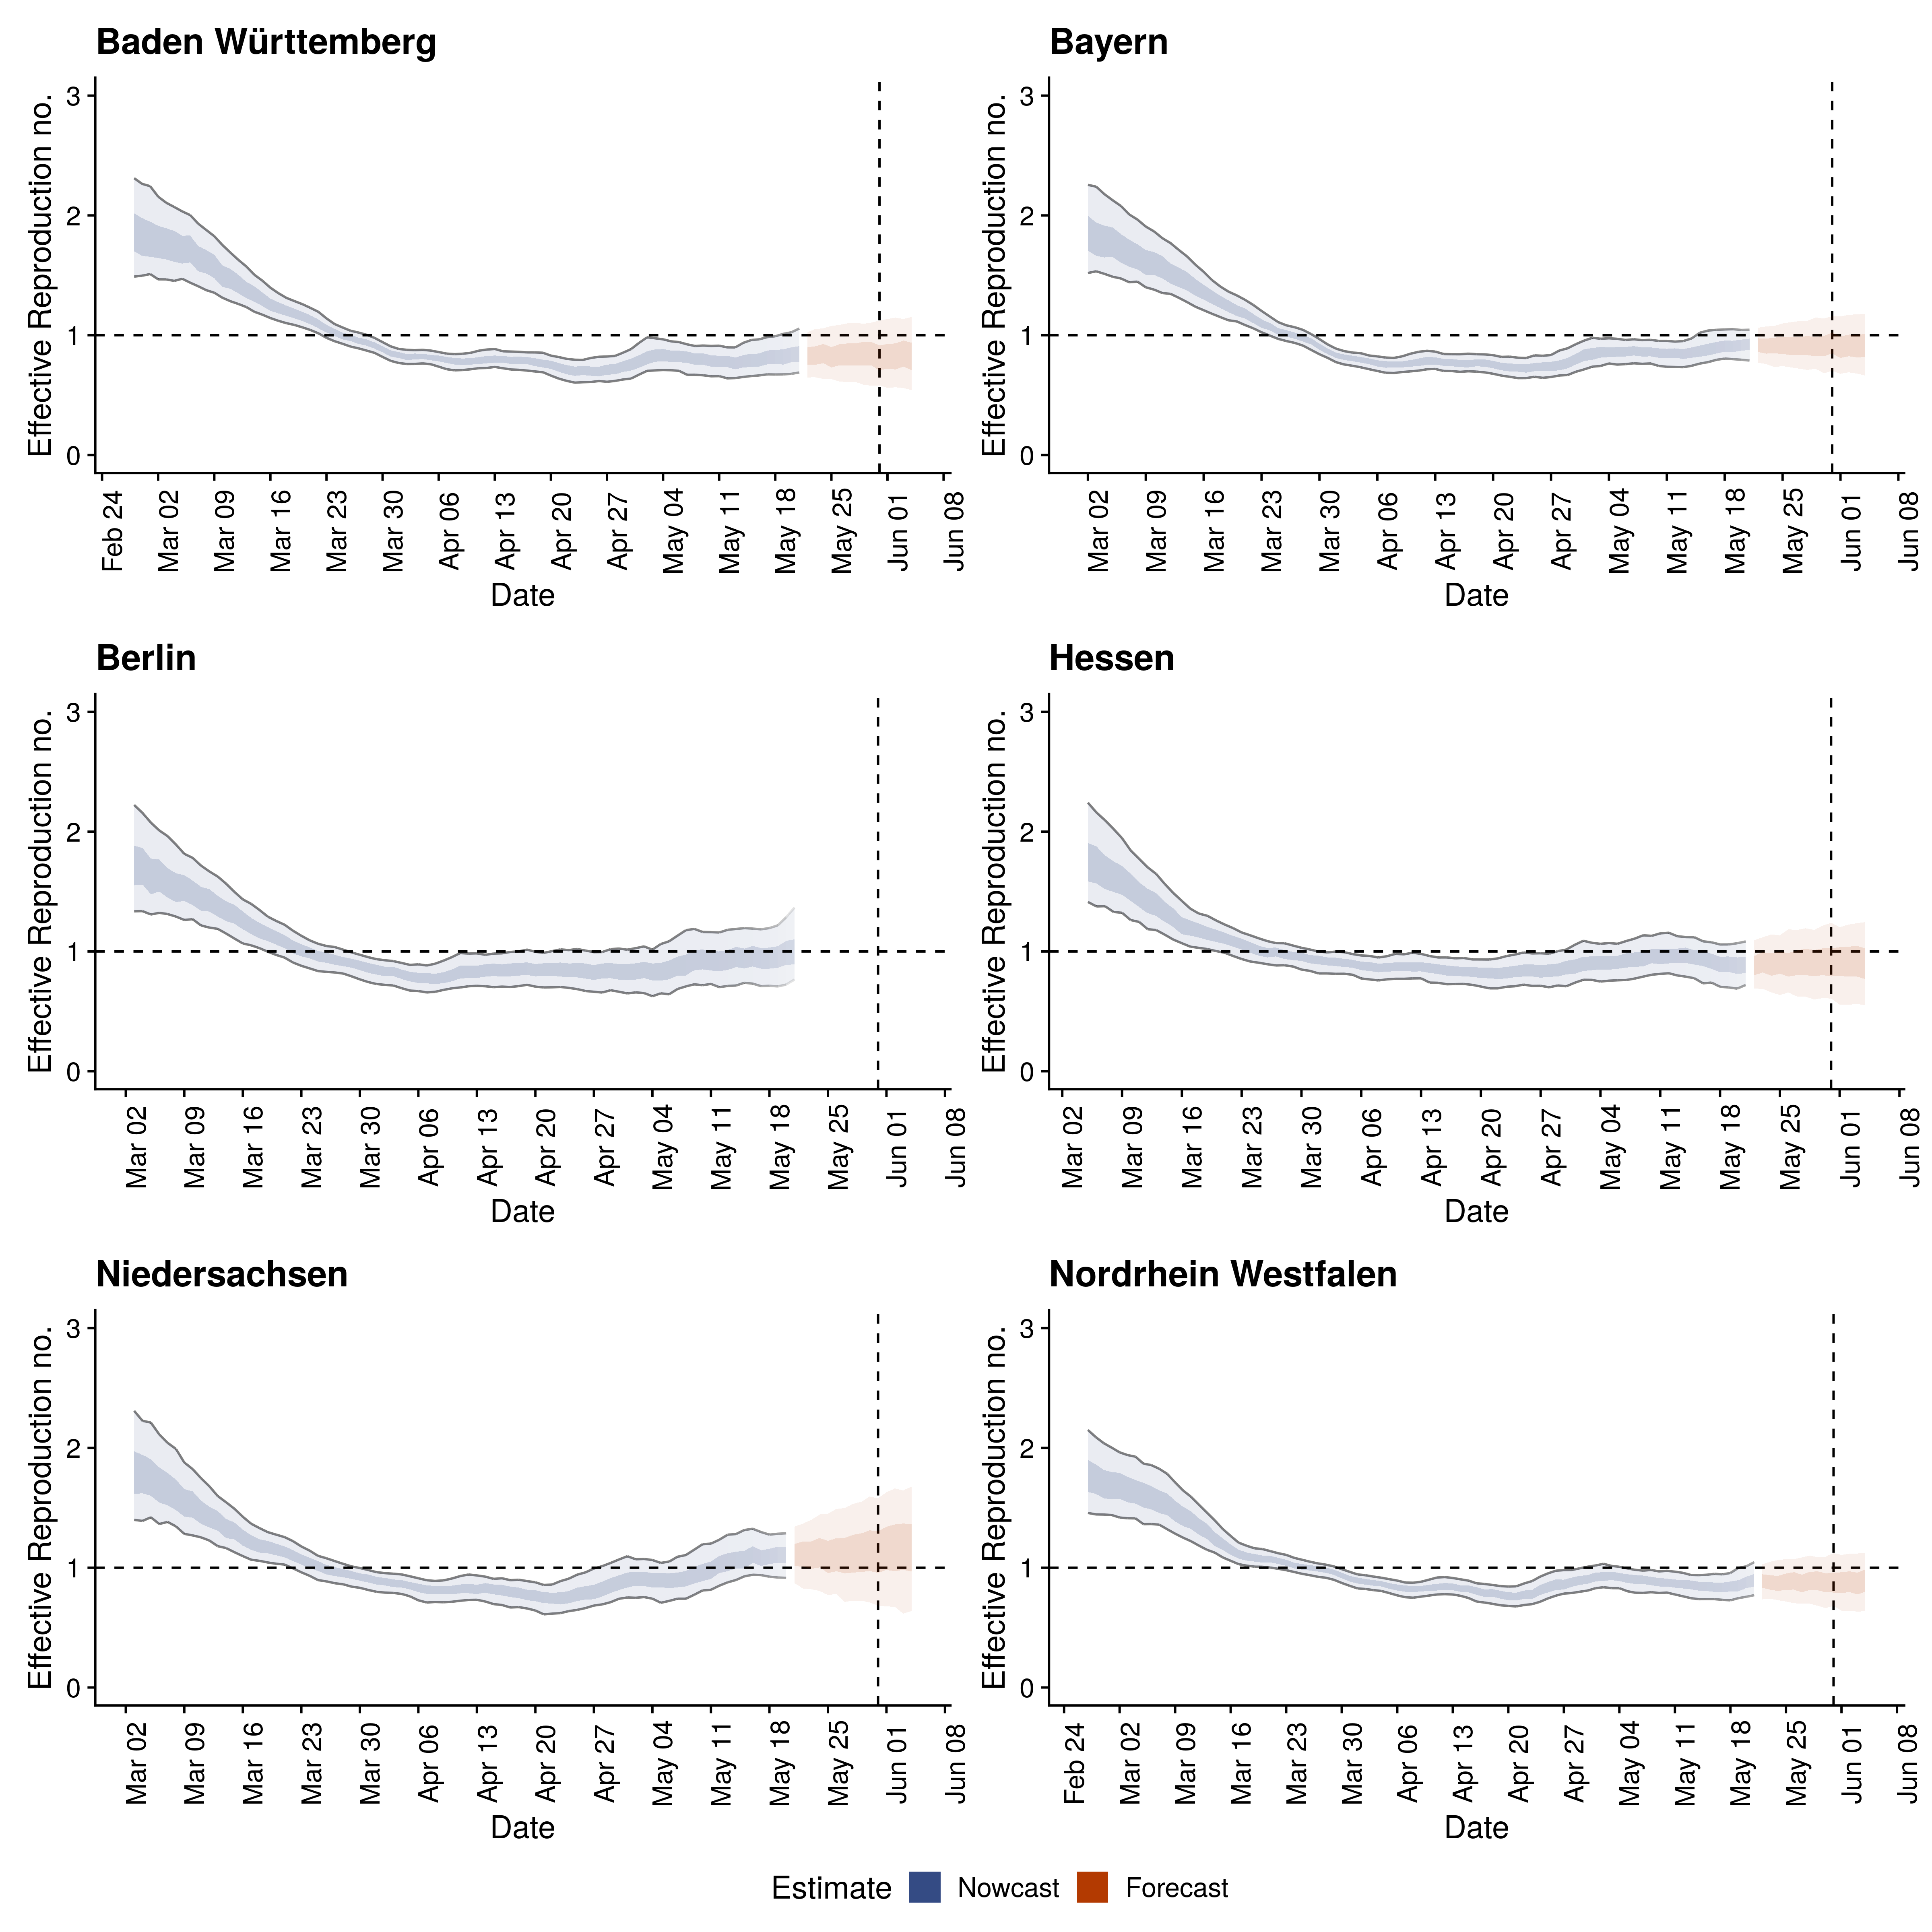 Baden Württemberg
Effective Reproduction no.
3
2
1
0
Feb 24 Mar 02 Mar 09 Mar 16 Mar 23 Mar 30 Apr 06 Apr 13 Apr 20 Apr 27 May 04 May 11 May 18 May 25 Jun 01 Jun 08
Date
Bayern
Effective Reproduction no.
3
2
1
0
Mar 02 Mar 09 Mar 16 Mar 23 Mar 30 Apr 06 Apr 13 Apr 20 Apr 27 May 04 May 11 May 18 May 25 Jun 01 Jun 08
Date
Berlin
Effective Reproduction no.
3
2
1
0
Mar 02 Mar 09 Mar 16 Mar 23 Mar 30 Apr 06 Apr 13 Apr 20 Apr 27 May 04 May 11 May 18 May 25 Jun 01 Jun 08
Date
Hessen
Effective Reproduction no.
3
2
1
0
Mar 02 Mar 09 Mar 16 Mar 23 Mar 30 Apr 06 Apr 13 Apr 20 Apr 27 May 04 May 11 May 18 May 25 Jun 01 Jun 08
Date
Niedersachsen
Effective Reproduction no.
3
2
1
0
Mar 02 Mar 09 Mar 16 Mar 23 Mar 30 Apr 06 Apr 13 Apr 20 Apr 27 May 04 May 11 May 18 May 25 Jun 01 Jun 08
Date
Nordrhein Westfalen
Effective Reproduction no.
3
2
1
0
Feb 24 Mar 02 Mar 09 Mar 16 Mar 23 Mar 30 Apr 06 Apr 13 Apr 20 Apr 27 May 04 May 11 May 18 May 25 Jun 01 Jun 08
Date
Estimate Nowcast Forecast